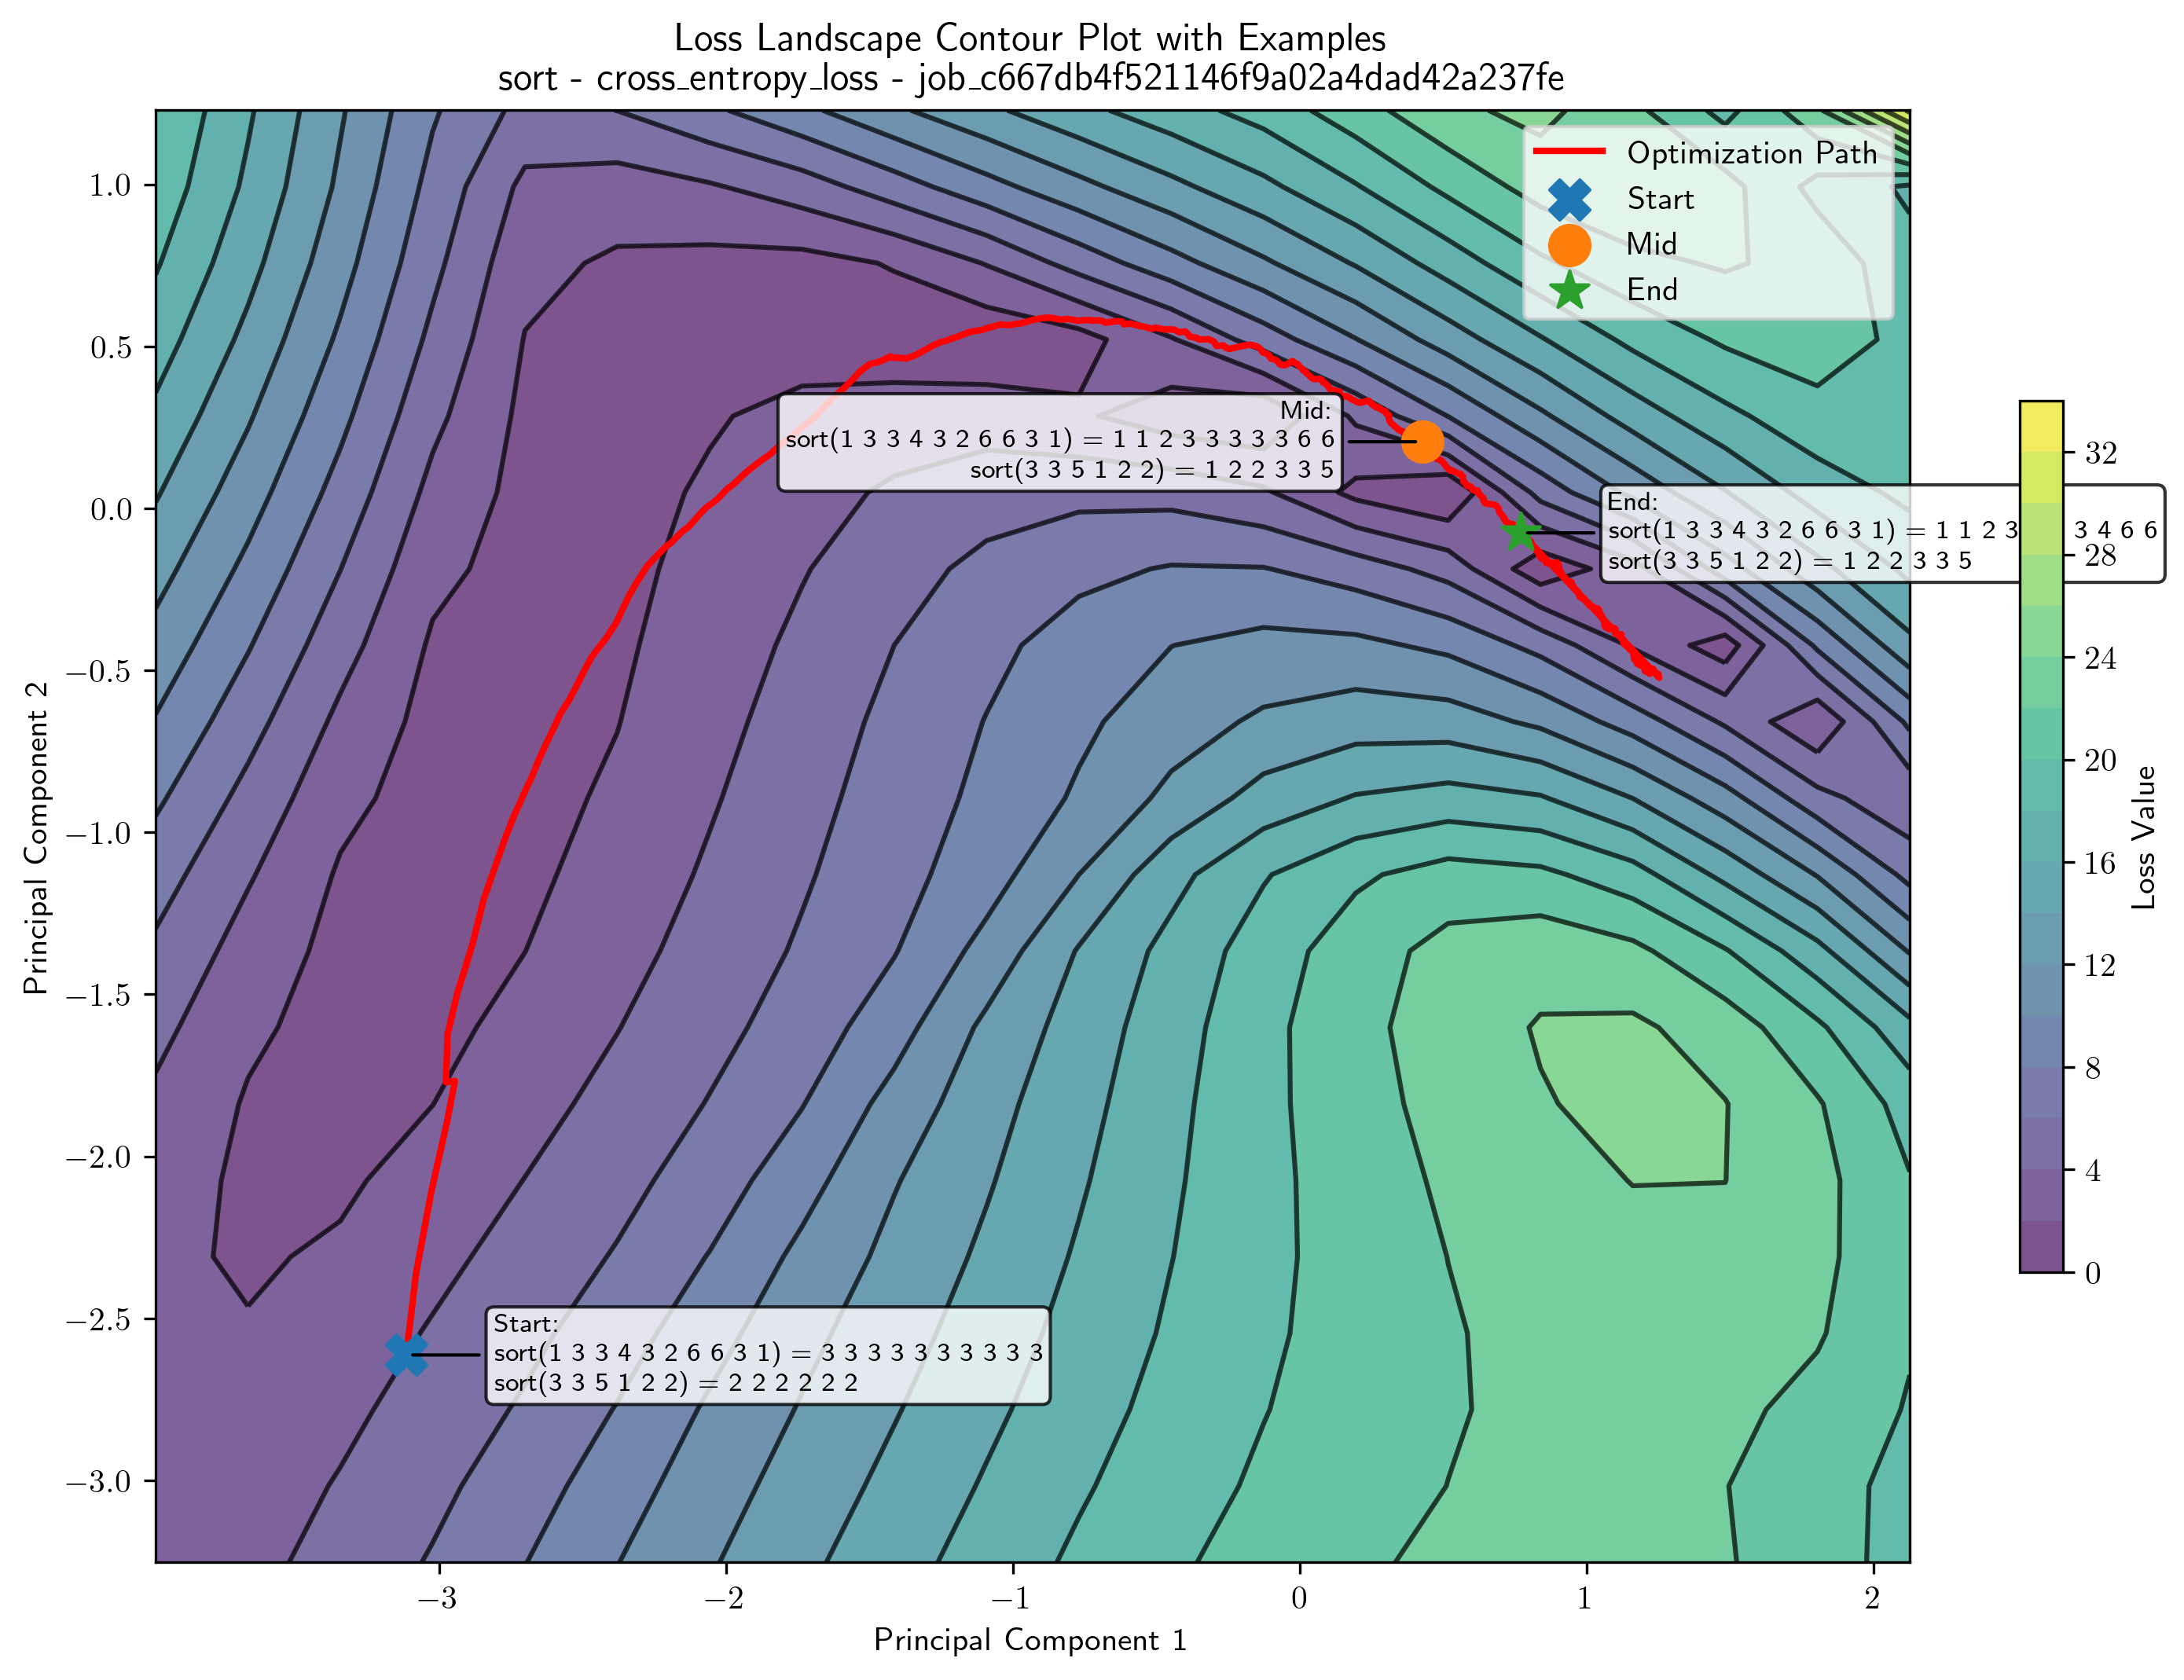 Loss Landscape Contour Plot with Examples
sort - cross_entropy_loss - job_c667db4f521146f9a02a4dad42a237fe
Optimization Path
Start
Mid
End
Mid:
sort(1 3 3 4 3 2 6 6 3 1) = 1 1 2 3 3 3 3 3 6 6
sort(3 3 5 1 2 2) = 1 2 2 3 3 5
End:
sort(1 3 3 4 3 2 6 6 3 1) = 1 1 2 3 3 4 6 6
sort(3 3 5 1 2 2) = 1 2 2 3 3 5
Start:
sort(1 3 3 4 3 2 6 6 3 1) = 3 3 3 3 3 3 3 3 3 3
sort(3 3 5 1 2 2) = 2 2 2 2 2 2
1.0
0.5
0.0
−0.5
−1.0
−1.5
−2.0
−2.5
−3.0
Principal Component 2
−3
−2
−1
0
1
2
Principal Component 1
32
28
24
20
16
12
8
4
0
Loss Value